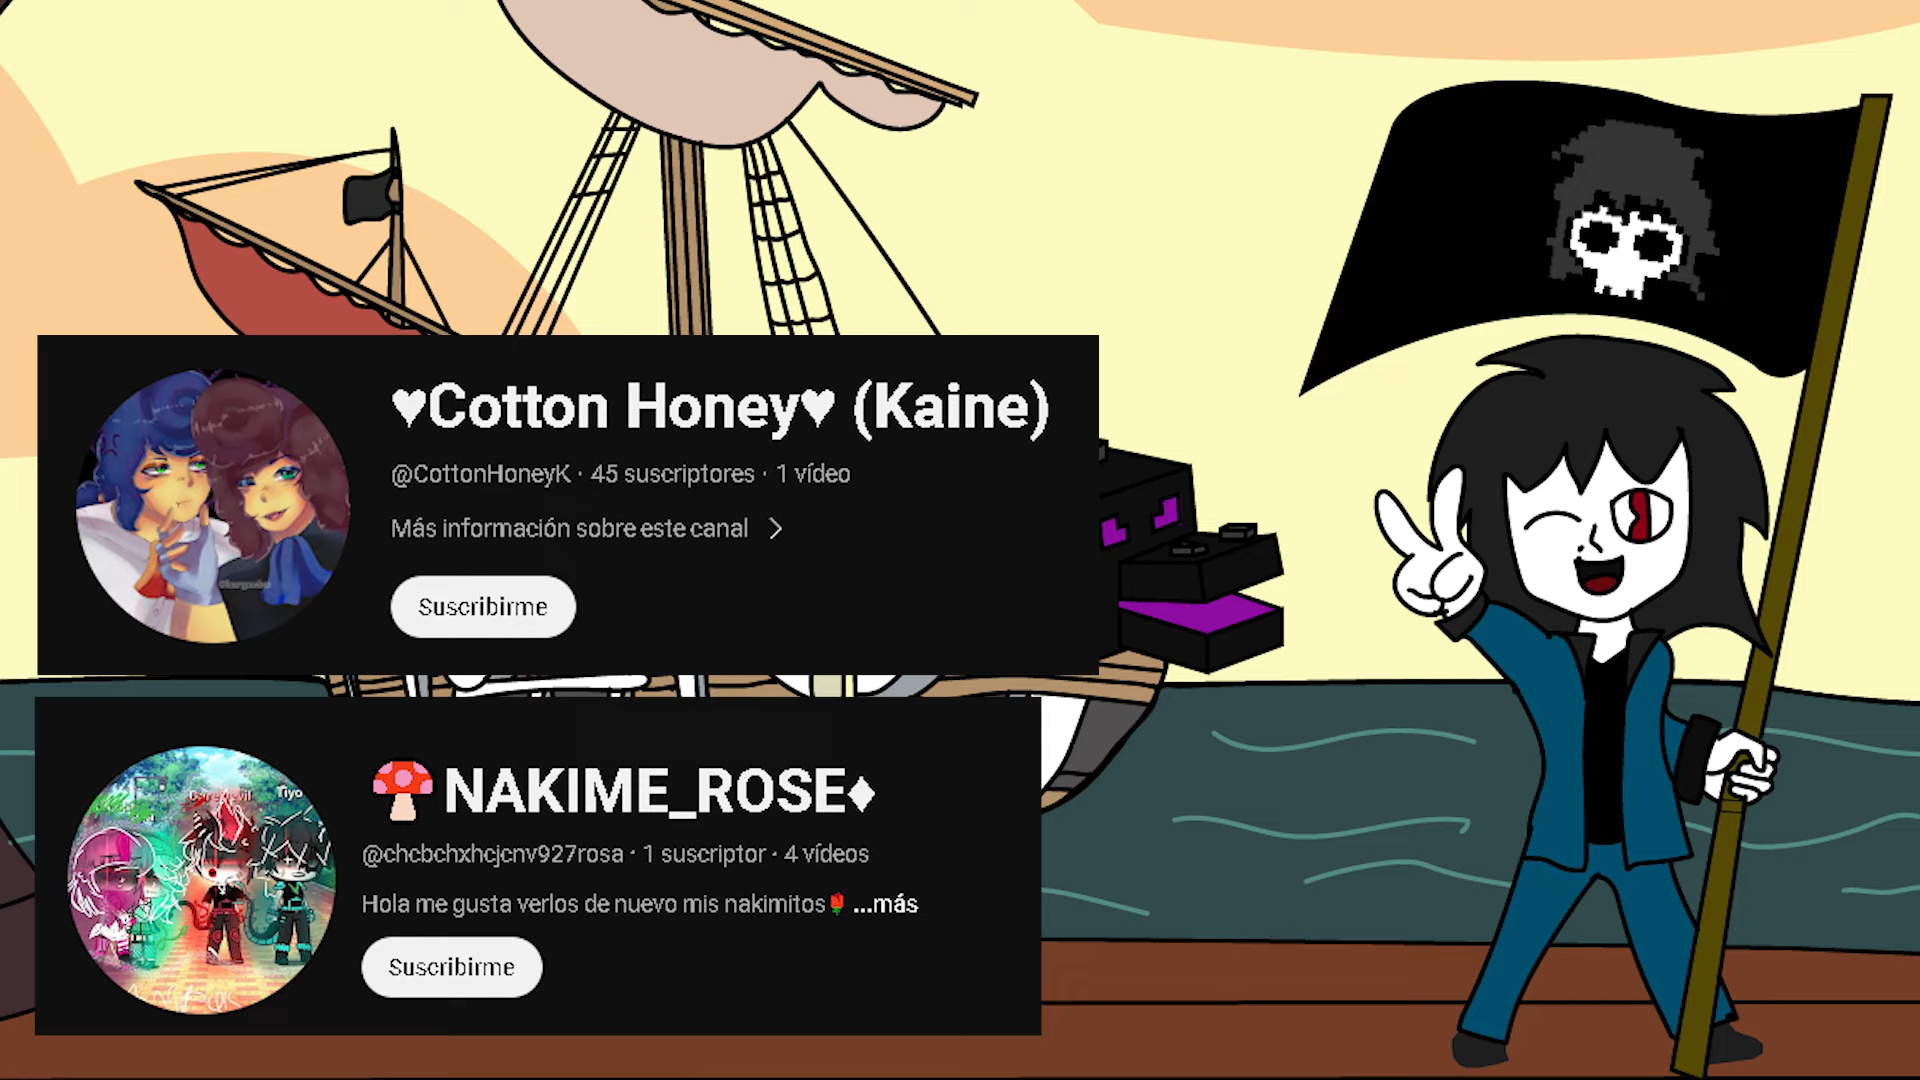 ♥Cotton Honey♥ (Kaine)
@CottonHoneyK · 45 suscriptores · 1 vídeo
Más información sobre este canal
Suscribirme
🍄NAKIME_ROSE♦
@chcbchxhcjcnv927rosa · 1 suscriptor · 4 vídeos
Hola me gusta verlos de nuevo mis nakimitos🌹 ...más
Suscribirme
Tiyo